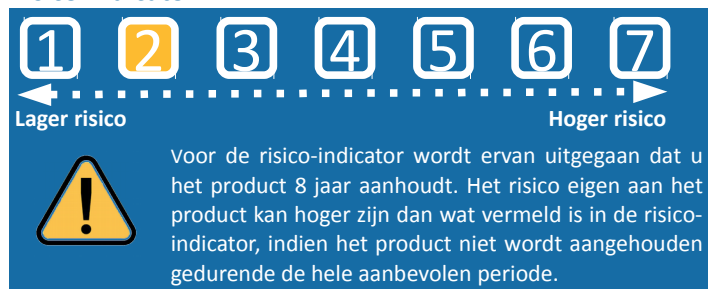 1 2 3 4 5 6 7
Lager risico Hoger risico
Voor de risico-indicator wordt ervan uitgegaan dat u
het product 8 jaar aanhoudt. Het risico eigen aan het
product kan hoger zijn dan wat vermeld is in de risico-
indicator, indien het product niet wordt aangehouden
gedurende de hele aanbevolen periode.